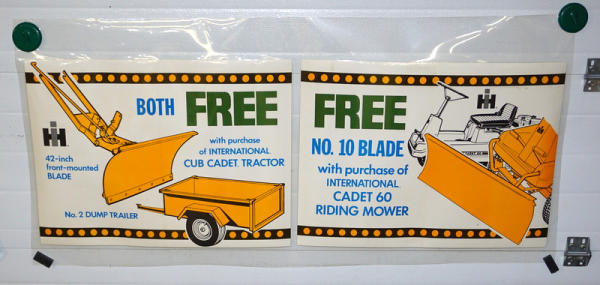 BOTH FREE
IH
42-inch
front-mounted
BLADE
with purchase
of INTERNATIONAL
CUB CADET TRACTOR
No. 2 DUMP TRAILER
FREE
IH
NO. 10 BLADE
with purchase of
INTERNATIONAL
CADET 60
RIDING MOWER